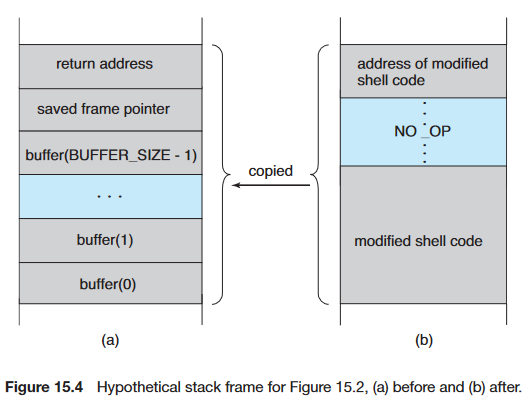 return address
saved frame pointer
buffer(BUFFER_SIZE - 1)
. . .
buffer(1)
buffer(0)
(a)
copied
address of modified
shell code
NO_OP
modified shell code
(b)
Figure 15.4 Hypothetical stack frame for Figure 15.2, (a) before and (b) after.